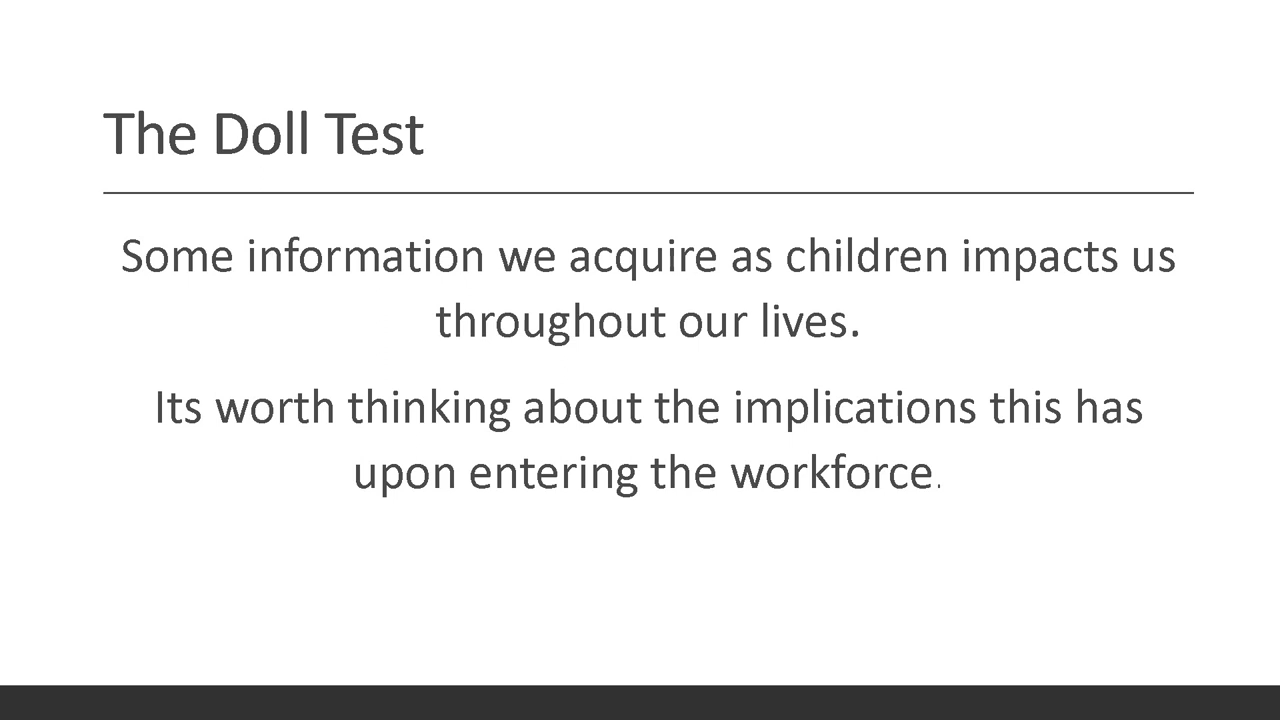 The Doll Test
Some information we acquire as children impacts us
throughout our lives.
Its worth thinking about the implications this has
upon entering the workforce.